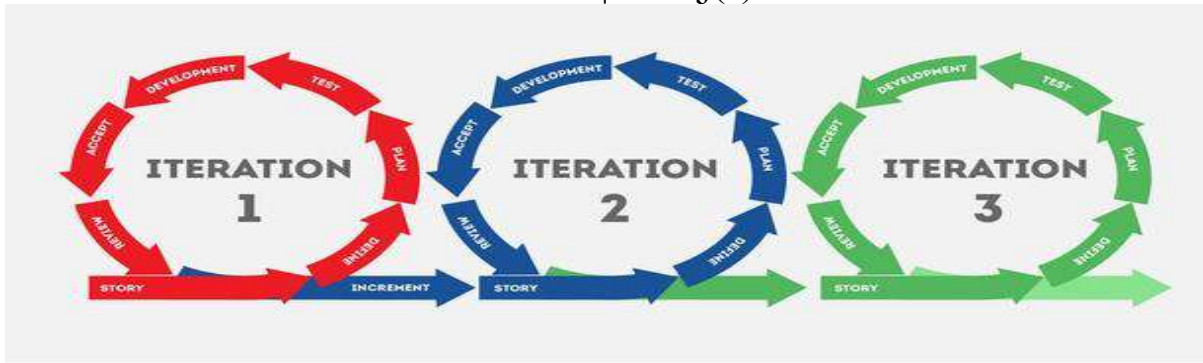 DEVELOPMENT
TEST
ACCEPT
PLAN
ITERATION
1
REVIEW
DEFINE
STORY
INCREMENT
DEVELOPMENT
TEST
ACCEPT
PLAN
ITERATION
2
REVIEW
DEFINE
STORY
DEVELOPMENT
TEST
ACCEPT
PLAN
ITERATION
3
REVIEW
DEFINE
STORY